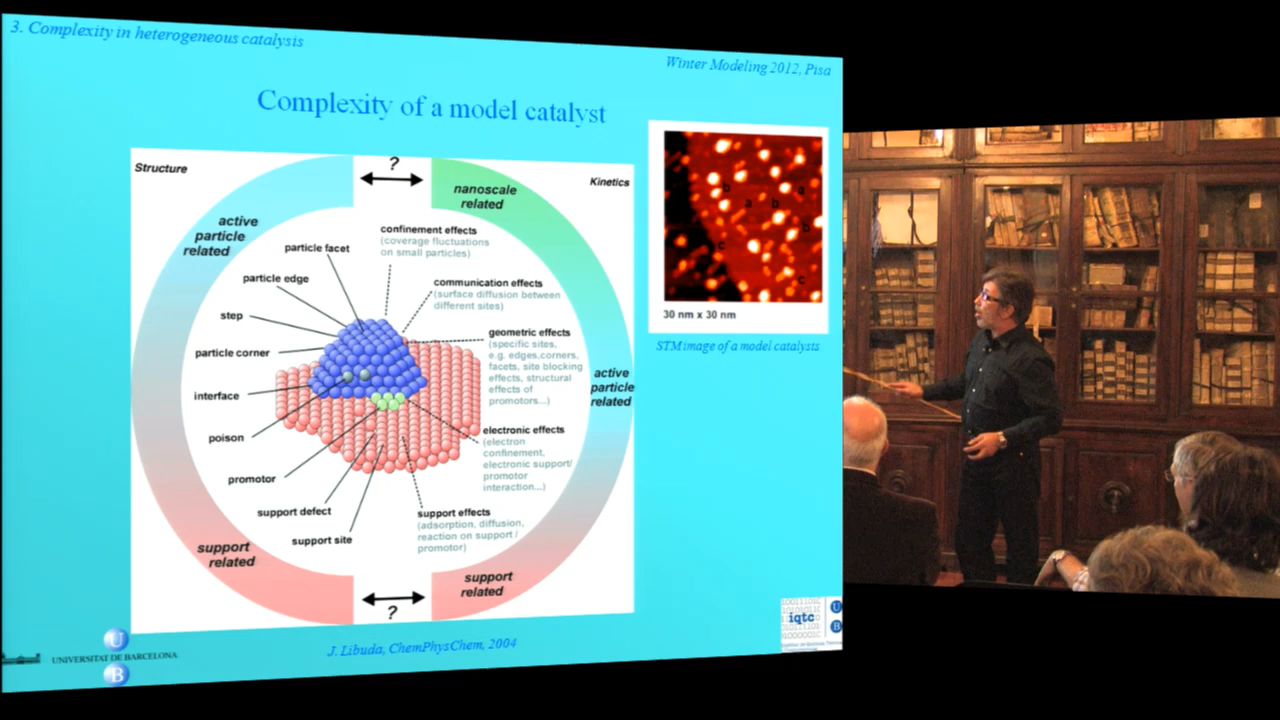 3. Complexity in heterogeneous catalysis
Winter Modeling 2012, Pisa
Complexity of a model catalyst
Structure
?
Kinetics
nanoscale
related
active
particle
related
particle facet
particle edge
step
particle corner
interface
poison
promotor
support defect
support site
confinement effects
(coverage fluctuations
on small particles)
communication effects
(surface diffusion between
different sites)
geometric effects
(specific sites,
e.g. edges,corners,
facets, site blocking
effects, structural
effects of
promotors...)
active
particle
related
electronic effects
(electron
confinement,
electronic support/
promotor
interaction...)
support effects
(adsorption, diffusion,
reaction on support /
promotor)
support
related
support
related
?
b
a
a
b
b
c
c
30 nm x 30 nm
STM image of a model catalysts
J. Libuda, ChemPhysChem, 2004
U
UNIVERSITAT DE BARCELONA
B
iqtc
U
B